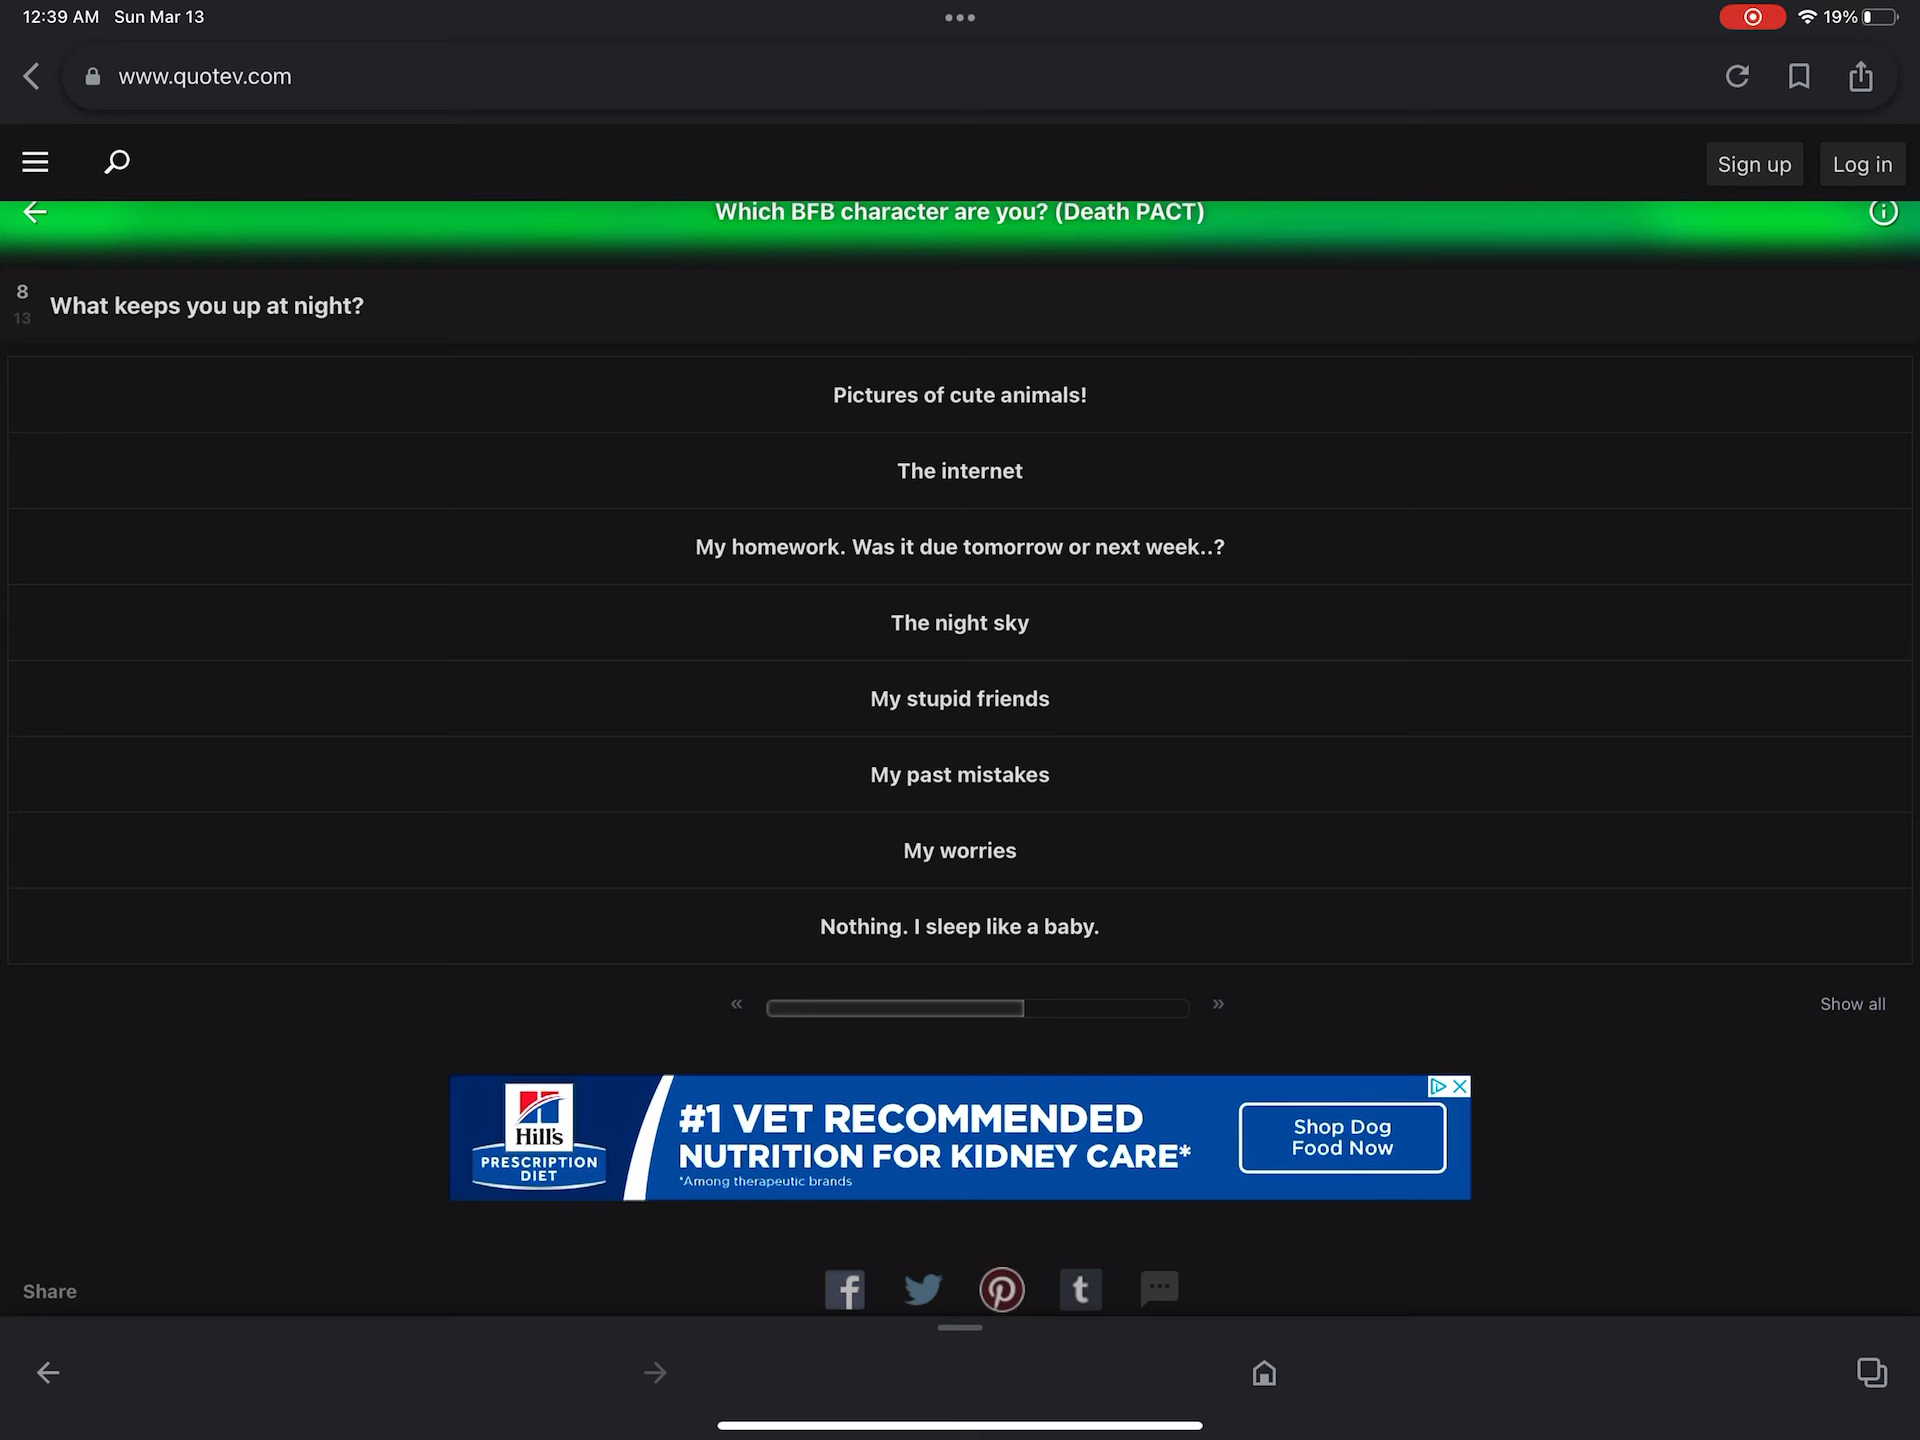 12:39 AM Sun Mar 13
19%
www.quotev.com
Sign up
Log in
Which BFB character are you? (Death PACT)
8
13
What keeps you up at night?
Pictures of cute animals!
The internet
My homework. Was it due tomorrow or next week..?
The night sky
My stupid friends
My past mistakes
My worries
Nothing. I sleep like a baby.
«
»
Show all
Hill's
PRESCRIPTION
DIET
#1 VET RECOMMENDED
NUTRITION FOR KIDNEY CARE*
*Among therapeutic brands
Shop Dog
Food Now
Share